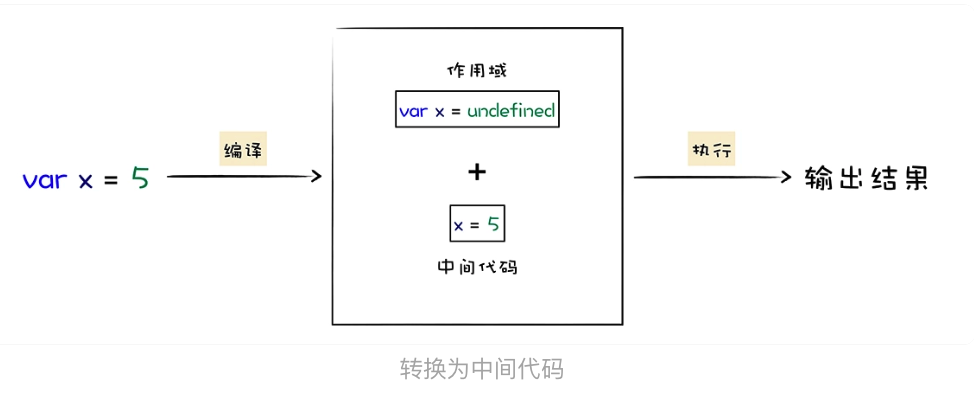 var x = 5
编译
作用域
var x = undefined
+
x = 5
中间代码
执行
输出结果
转换为中间代码